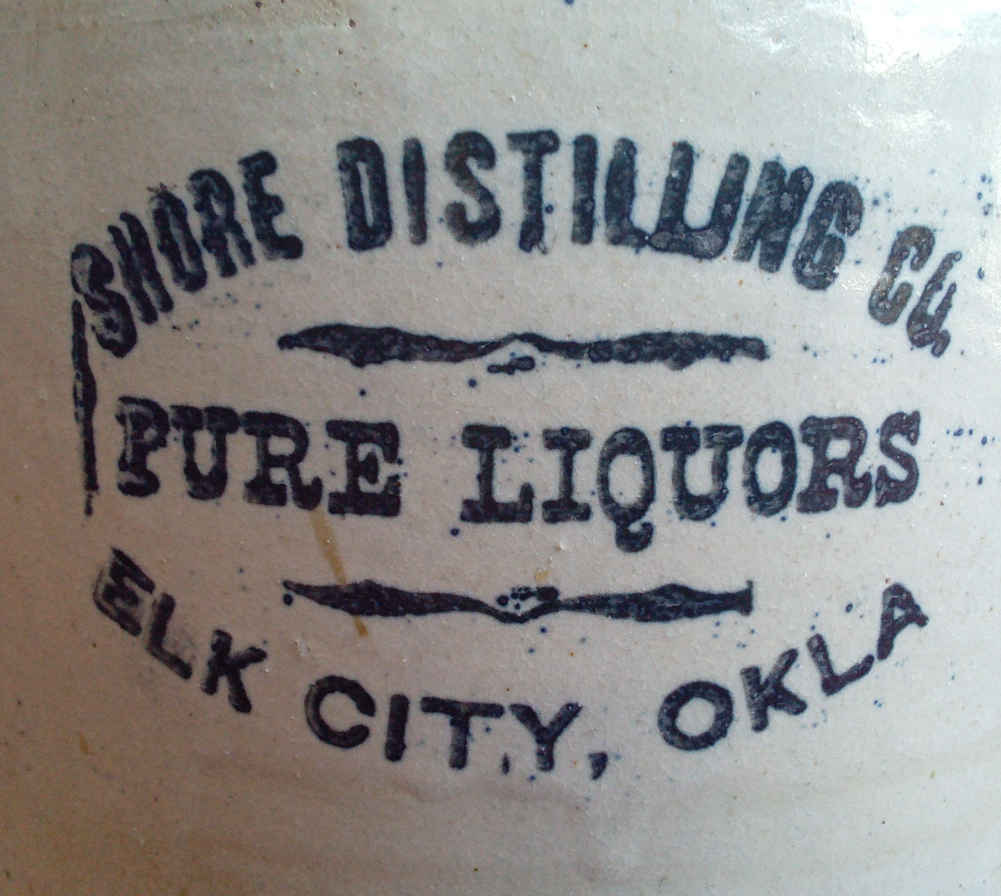 SHORE DISTILLING CO.
PURE LIQUORS
ELK CITY, OKLA